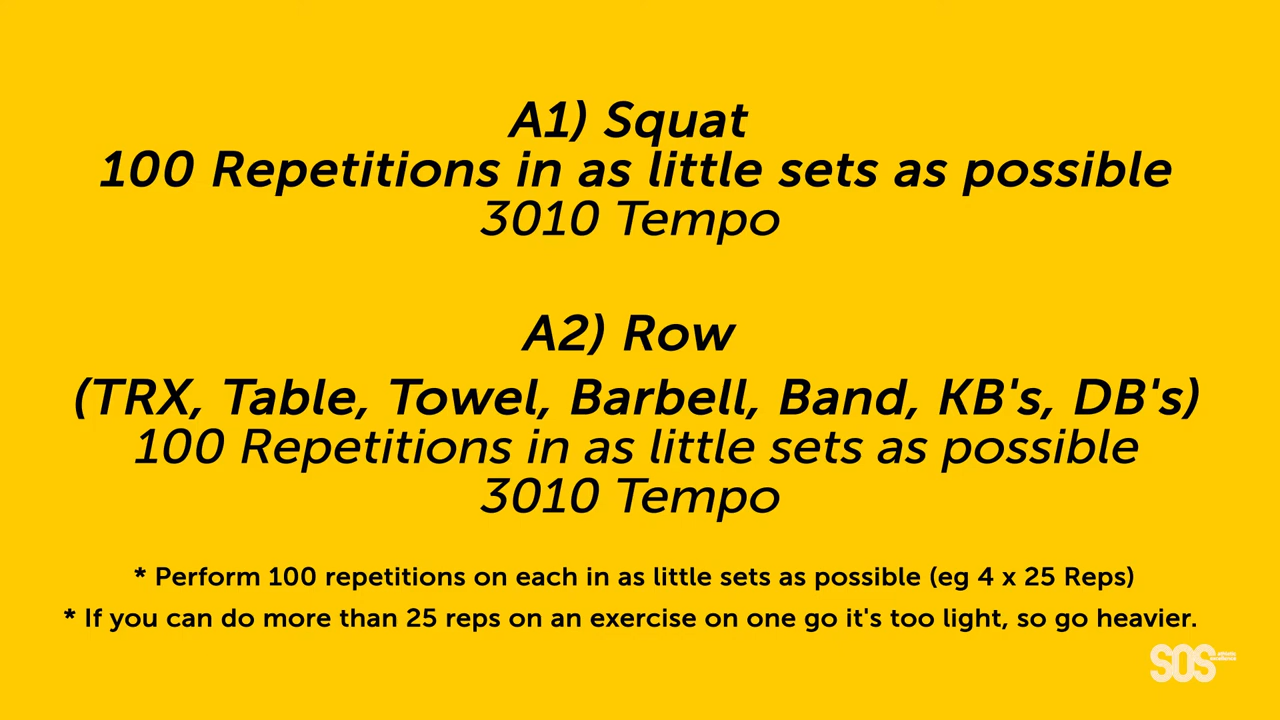 A1) Squat
100 Repetitions in as little sets as possible
3010 Tempo
A2) Row
(TRX, Table, Towel, Barbell, Band, KB's, DB's)
100 Repetitions in as little sets as possible
3010 Tempo
* Perform 100 repetitions on each in as little sets as possible (eg 4 x 25 Reps)
* If you can do more than 25 reps on an exercise on one go it's too light, so go heavier.
SOS